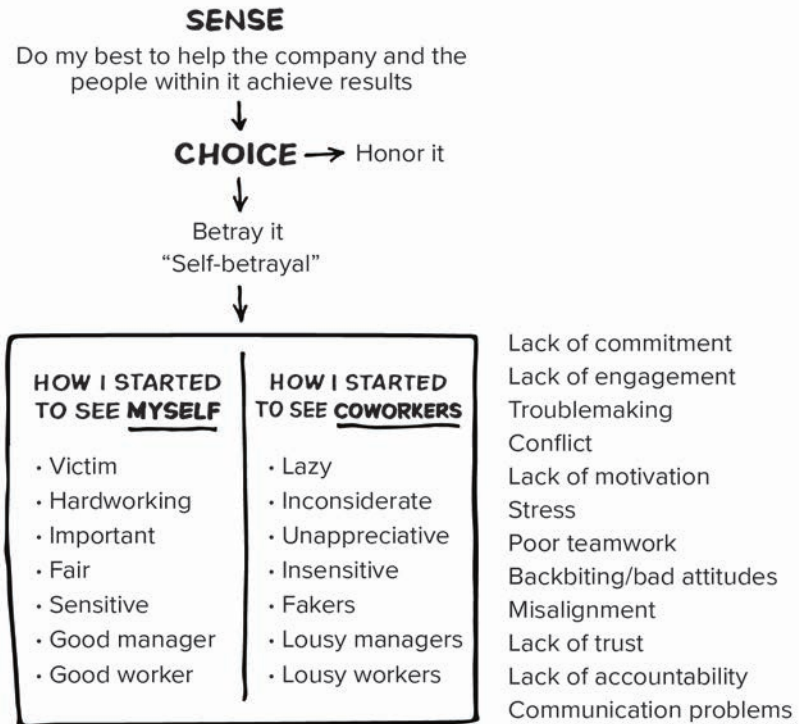 SENSE
Do my best to help the company and the
people within it achieve results
CHOICE → Honor it
Betray it
“Self-betrayal”
HOW I STARTED
TO SEE MYSELF
· Victim
· Hardworking
· Important
· Fair
· Sensitive
· Good manager
· Good worker
HOW I STARTED
TO SEE COWORKERS
· Lazy
· Inconsiderate
· Unappreciative
· Insensitive
· Fakers
· Lousy managers
· Lousy workers
Lack of commitment
Lack of engagement
Troublemaking
Conflict
Lack of motivation
Stress
Poor teamwork
Backbiting/bad attitudes
Misalignment
Lack of trust
Lack of accountability
Communication problems